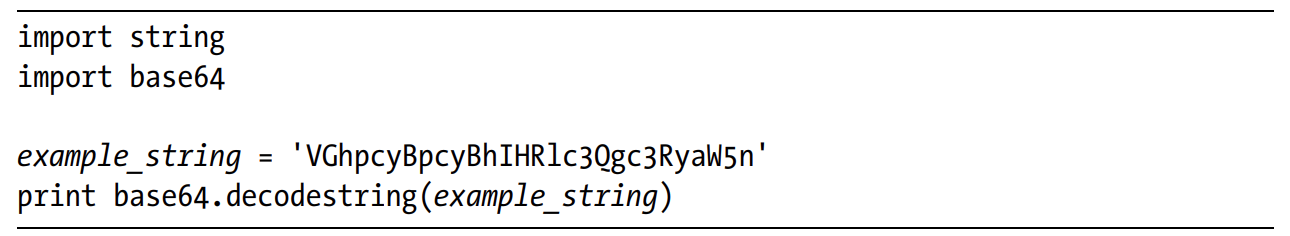 import string
import base64
example_string = 'VGhpcyBpcyBhIHRlc3Qgc3RyaW5n'
print base64.decodestring(example_string)